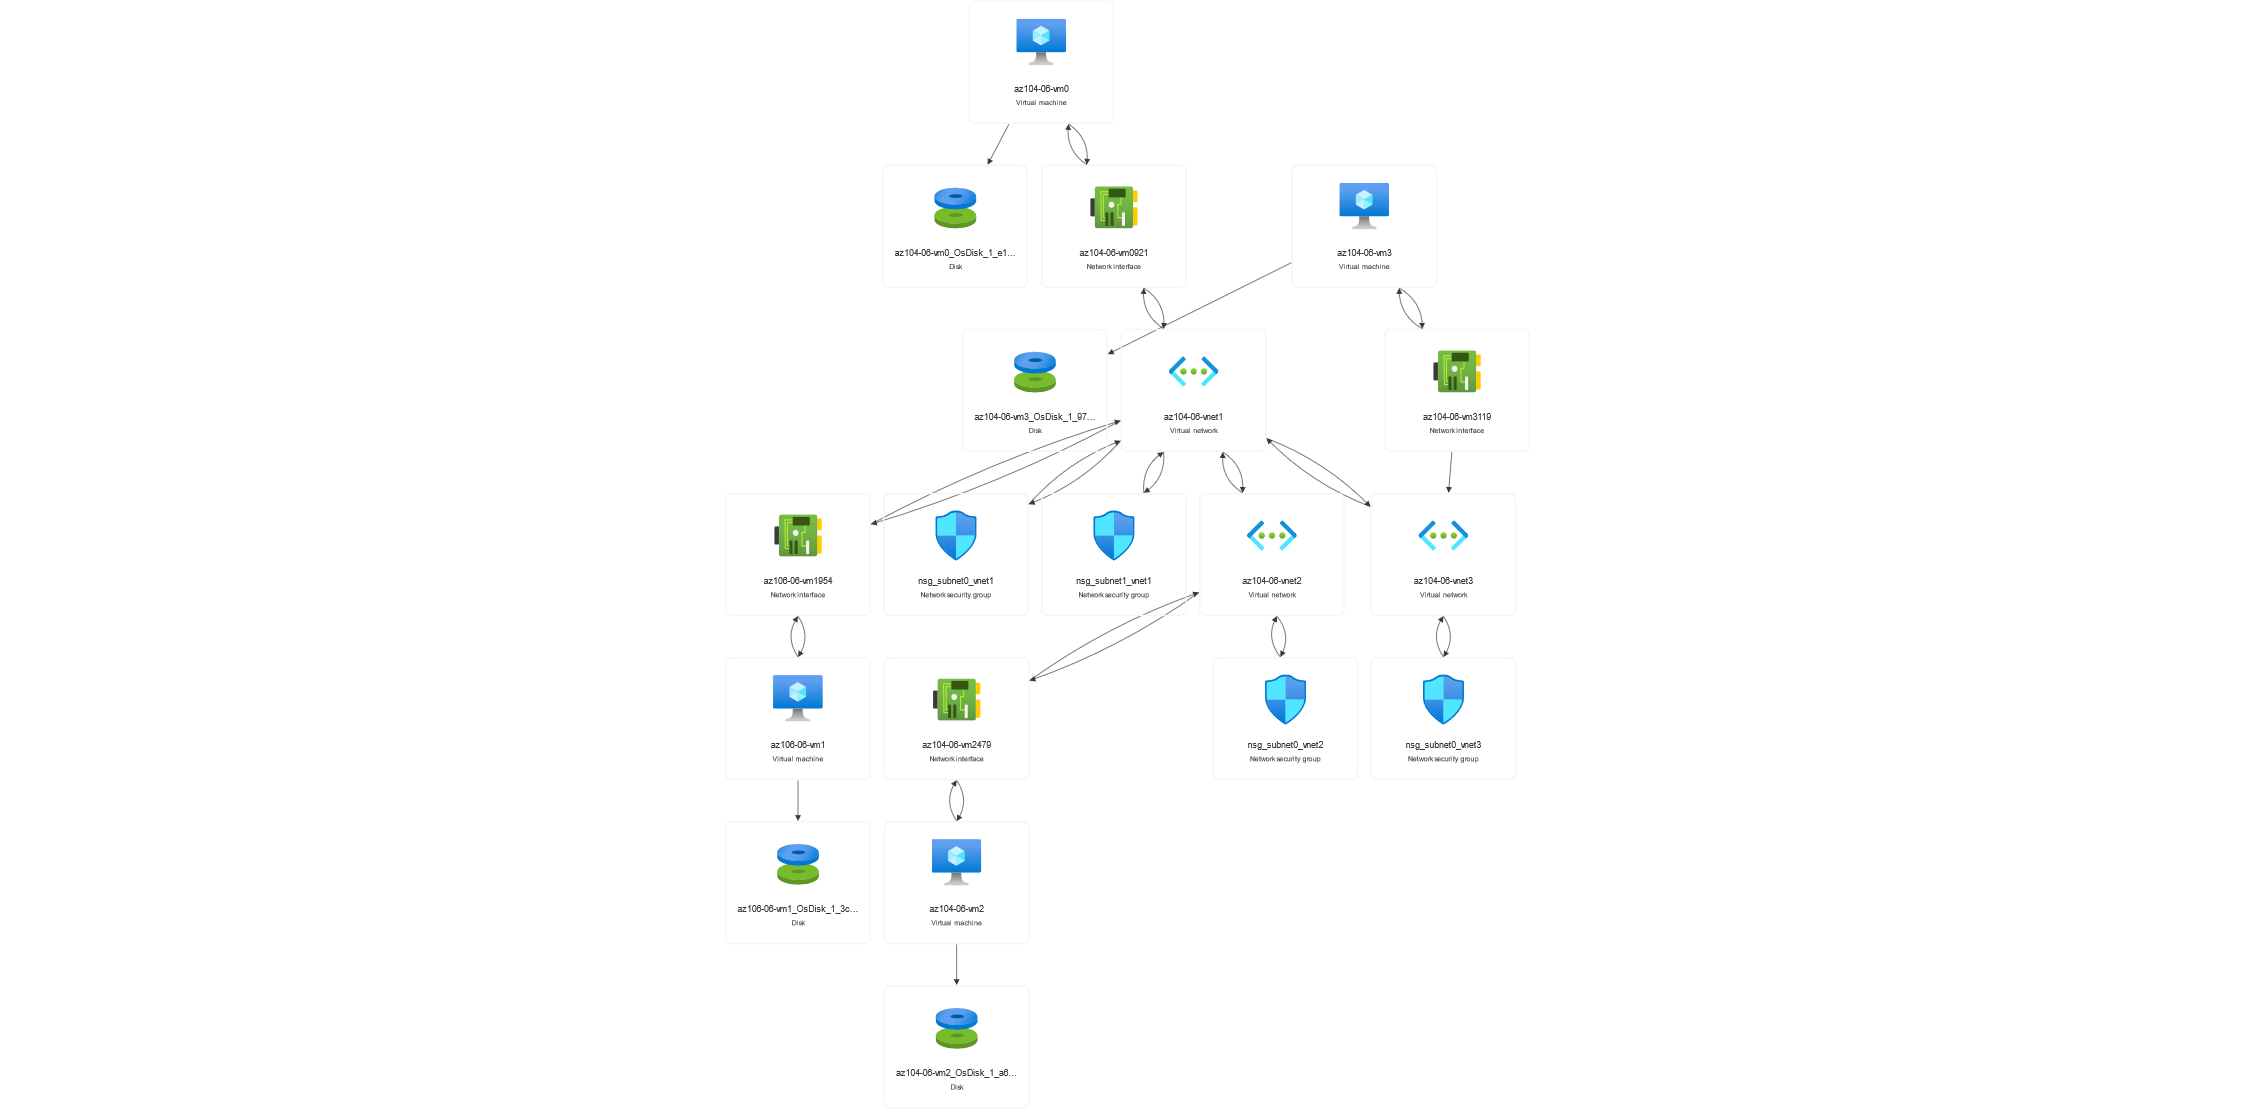 az104-06-vm0
Virtual machine
az104-06-vm0_OsDisk_1_e1...
Disk
az104-06-vm0921
Network interface
az104-06-vm3
Virtual machine
az104-06-vm3_OsDisk_1_97...
Disk
az104-06-vnet1
Virtual network
az104-06-vm3119
Network interface
az106-06-vm1954
Network interface
nsg_subnet0_vnet1
Network security group
nsg_subnet1_vnet1
Network security group
az104-06-vnet2
Virtual network
az104-06-vnet3
Virtual network
az106-06-vm1
Virtual machine
az104-06-vm2479
Network interface
nsg_subnet0_vnet2
Network security group
nsg_subnet0_vnet3
Network security group
az106-06-vm1_OsDisk_1_3c...
Disk
az104-06-vm2
Virtual machine
az104-06-vm2_OsDisk_1_a6...
Disk